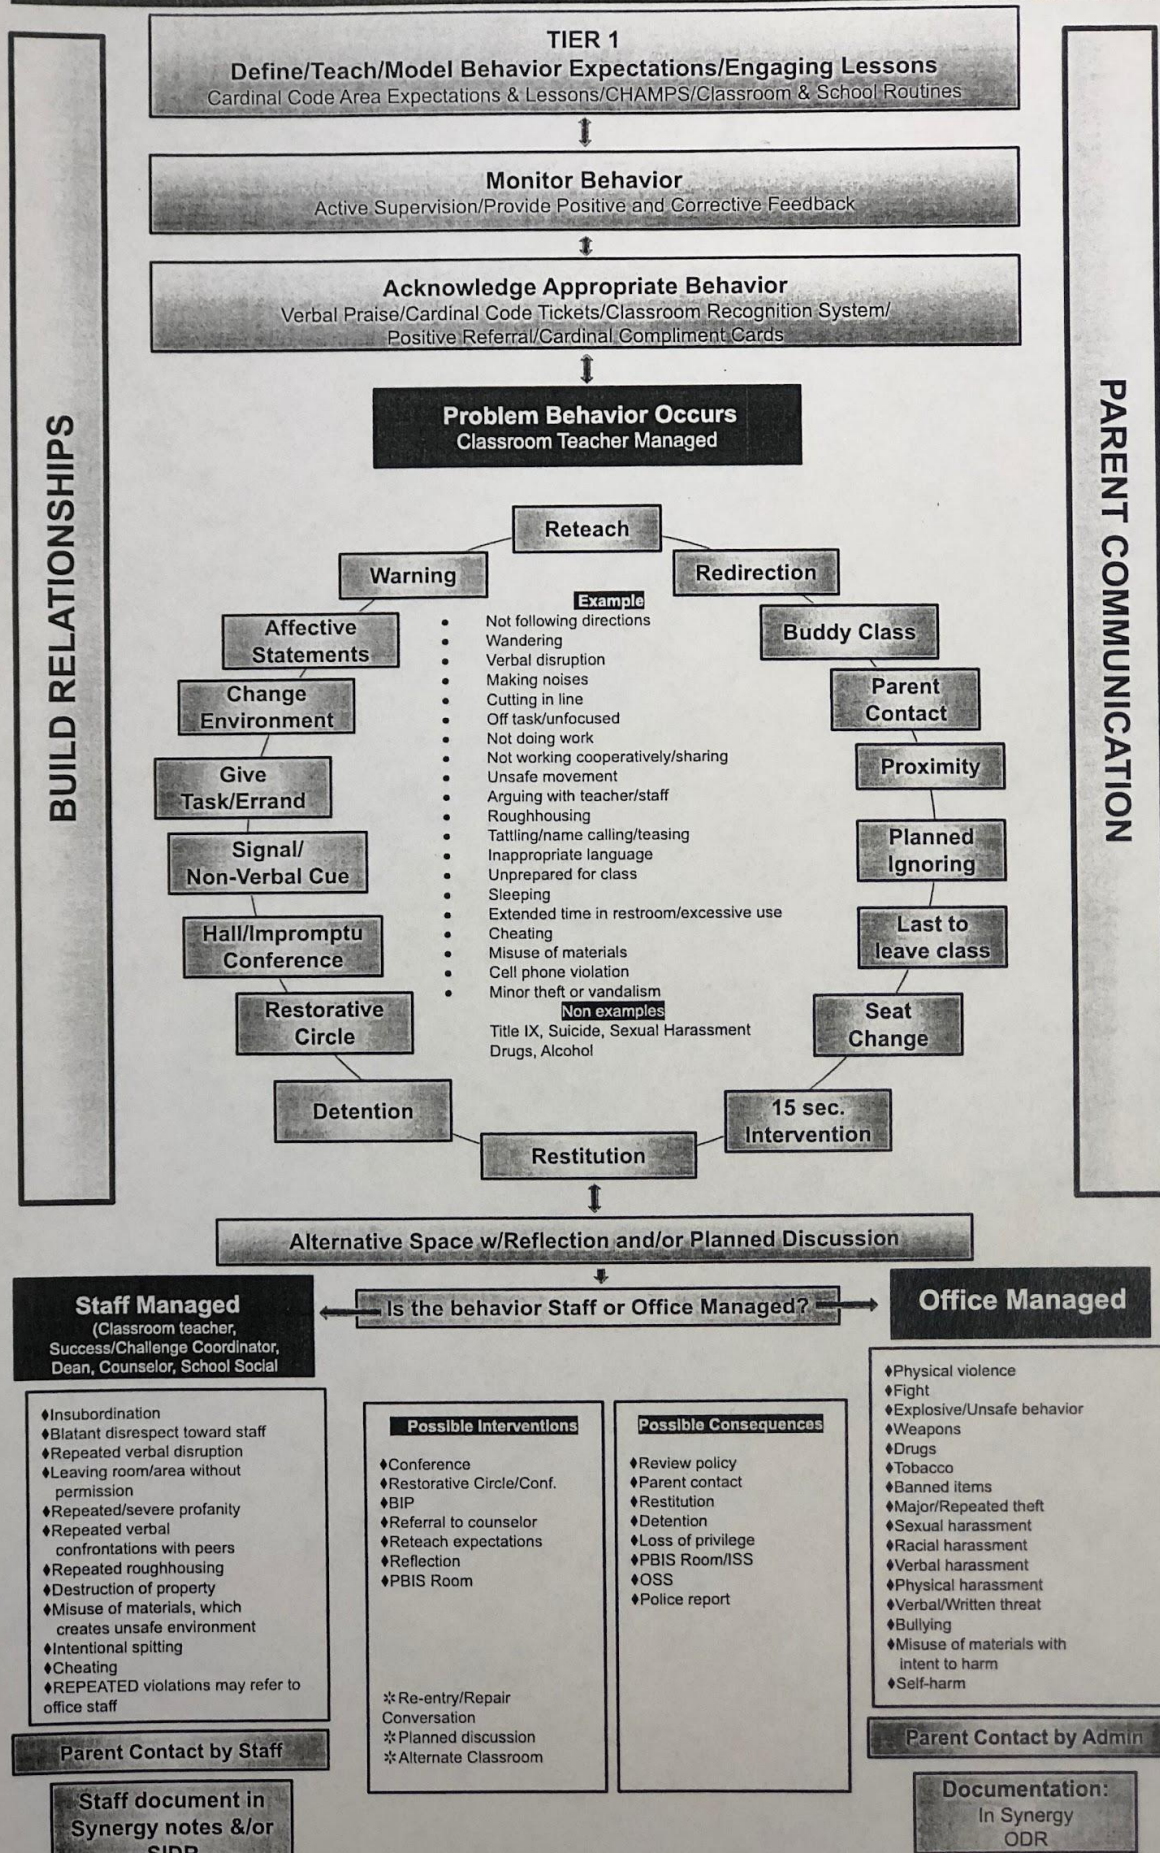 TIER 1
Define/Teach/Model Behavior Expectations/Engaging Lessons
Cardinal Code Area Expectations & Lessons/CHAMPS/Classroom & School Routines
Monitor Behavior
Active Supervision/Provide Positive and Corrective Feedback
Acknowledge Appropriate Behavior
Verbal Praise/Cardinal Code Tickets/Classroom Recognition System/
Positive Referral/Cardinal Compliment Cards
BUILD RELATIONSHIPS
PARENT COMMUNICATION
Problem Behavior Occurs
Classroom Teacher Managed
Reteach
Redirection
Buddy Class
Parent
Contact
Proximity
Planned
Ignoring
Last to
leave class
Seat
Change
15 sec.
Intervention
Restitution
Detention
Restorative
Circle
Hall/Impromptu
Conference
Signal/
Non-Verbal Cue
Give
Task/Errand
Change
Environment
Affective
Statements
Warning
Example
• Not following directions
• Wandering
• Verbal disruption
• Making noises
• Cutting in line
• Off task/unfocused
• Not doing work
• Not working cooperatively/sharing
• Unsafe movement
• Arguing with teacher/staff
• Roughhousing
• Tattling/name calling/teasing
• Inappropriate language
• Unprepared for class
• Sleeping
• Extended time in restroom/excessive use
• Cheating
• Misuse of materials
• Cell phone violation
• Minor theft or vandalism
Non examples
Title IX, Suicide, Sexual Harassment
Drugs, Alcohol
Alternative Space w/Reflection and/or Planned Discussion
Is the behavior Staff or Office Managed?
Staff Managed
(Classroom teacher,
Success/Challenge Coordinator,
Dean, Counselor, School Social
♦Insubordination
♦Blatant disrespect toward staff
♦Repeated verbal disruption
♦Leaving room/area without
permission
♦Repeated/severe profanity
♦Repeated verbal
confrontations with peers
♦Repeated roughhousing
♦Destruction of property
♦Misuse of materials, which
creates unsafe environment
♦Intentional spitting
♦Cheating
♦REPEATED violations may refer to
office staff
Parent Contact by Staff
Staff document in
Synergy notes &/or
Possible Interventions
♦Conference
♦Restorative Circle/Conf.
♦BIP
♦Referral to counselor
♦Reteach expectations
♦Reflection
♦PBIS Room
✲Re-entry/Repair
Conversation
✲Planned discussion
✲Alternate Classroom
Possible Consequences
♦Review policy
♦Parent contact
♦Restitution
♦Detention
♦Loss of privilege
♦PBIS Room/ISS
♦OSS
♦Police report
Office Managed
♦Physical violence
♦Fight
♦Explosive/Unsafe behavior
♦Weapons
♦Drugs
♦Tobacco
♦Banned items
♦Major/Repeated theft
♦Sexual harassment
♦Racial harassment
♦Verbal harassment
♦Physical harassment
♦Verbal/Written threat
♦Bullying
♦Misuse of materials with
intent to harm
♦Self-harm
Parent Contact by Admin
Documentation:
In Synergy
ODR